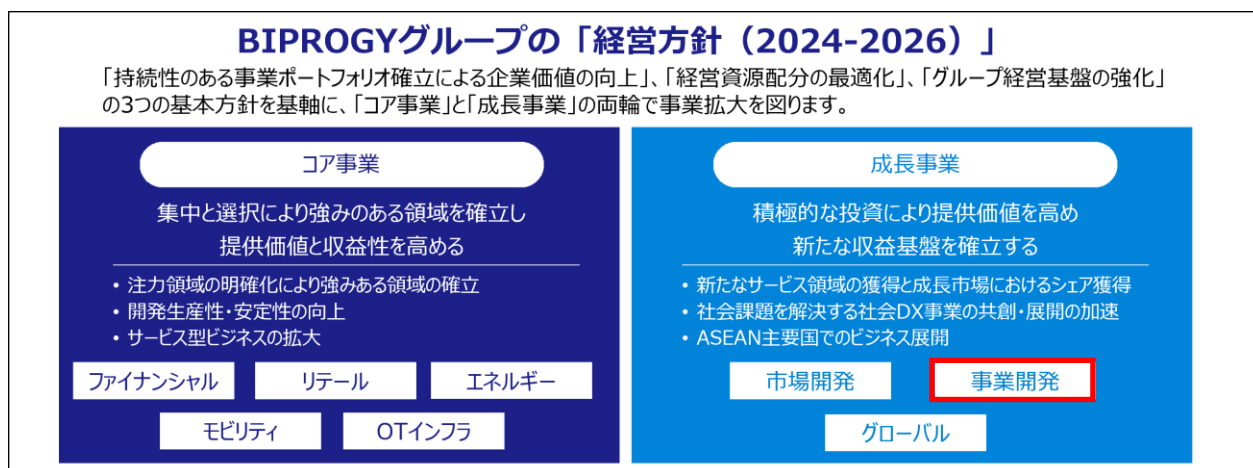 BIPROGYグループの「経営方針（2024-2026）」
「持続性のある事業ポートフォリオ確立による企業価値の向上」、「経営資源配分の最適化」、「グループ経営基盤の強化」
の3つの基本方針を基軸に、「コア事業」と「成長事業」の両輪で事業拡大を図ります。
コア事業
集中と選択により強みのある領域を確立し
提供価値と収益性を高める
• 注力領域の明確化により強みある領域の確立
• 開発生産性・安定性の向上
• サービス型ビジネスの拡大
ファイナンシャル
リテール
エネルギー
モビリティ
OTインフラ
成長事業
積極的な投資により提供価値を高め
新たな収益基盤を確立する
• 新たなサービス領域の獲得と成長市場におけるシェア獲得
• 社会課題を解決する社会DX事業の共創・展開の加速
• ASEAN主要国でのビジネス展開
市場開発
事業開発
グローバル